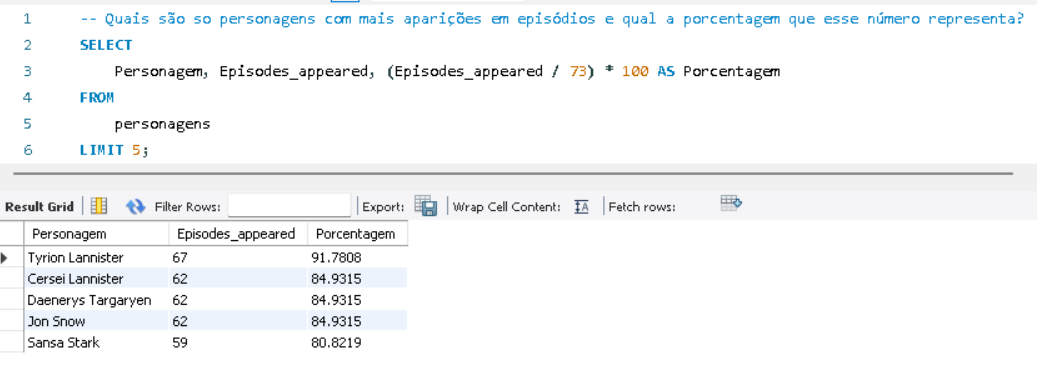 1 -- Quais são so personagens com mais aparições em episódios e qual a porcentagem que esse número representa?
2 SELECT
3 Personagem, Episodes_appeared, (Episodes_appeared / 73) * 100 AS Porcentagem
4 FROM
5 personagens
6 LIMIT 5;
Result Grid Filter Rows: Export: Wrap Cell Content: IA Fetch rows:
Personagem Episodes_appeared Porcentagem
Tyrion Lannister 67 91.7808
Cersei Lannister 62 84.9315
Daenerys Targaryen 62 84.9315
Jon Snow 62 84.9315
Sansa Stark 59 80.8219